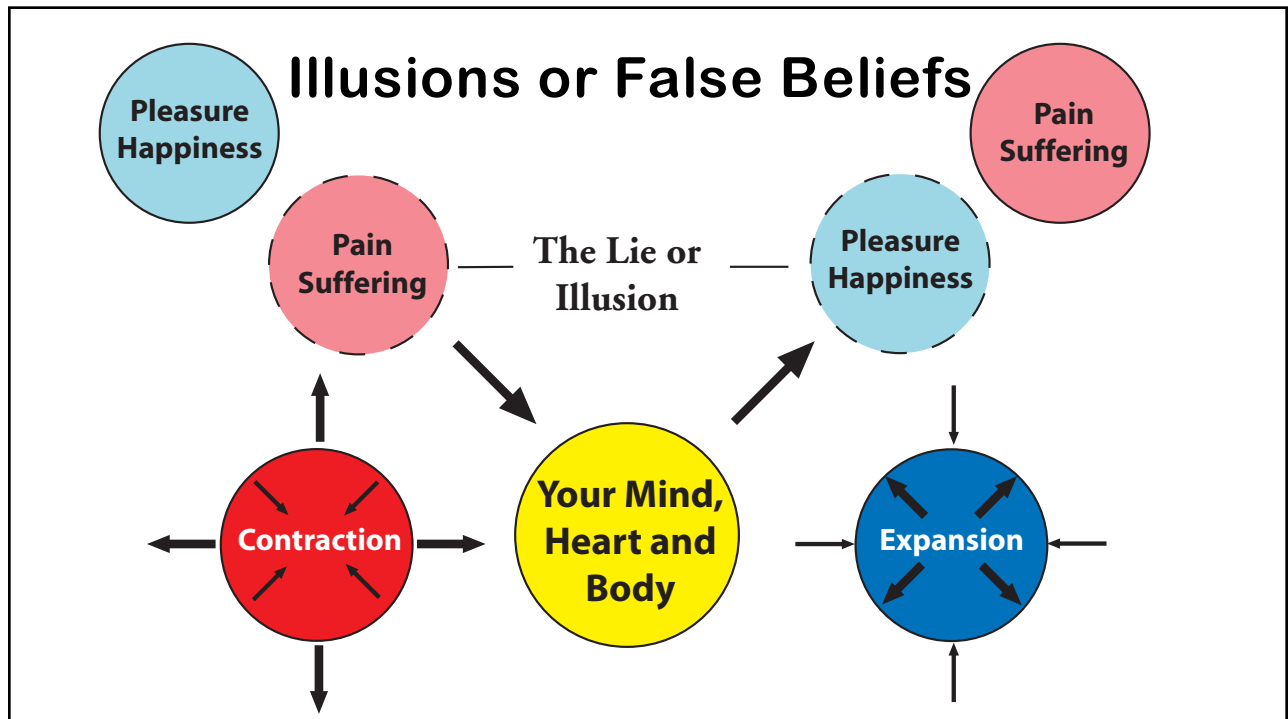 Illusions or False Beliefs
Pleasure
Happiness
Pain
Suffering
Pain
Suffering
The Lie or
Illusion
Pleasure
Happiness
Contraction
Your Mind,
Heart and
Body
Expansion